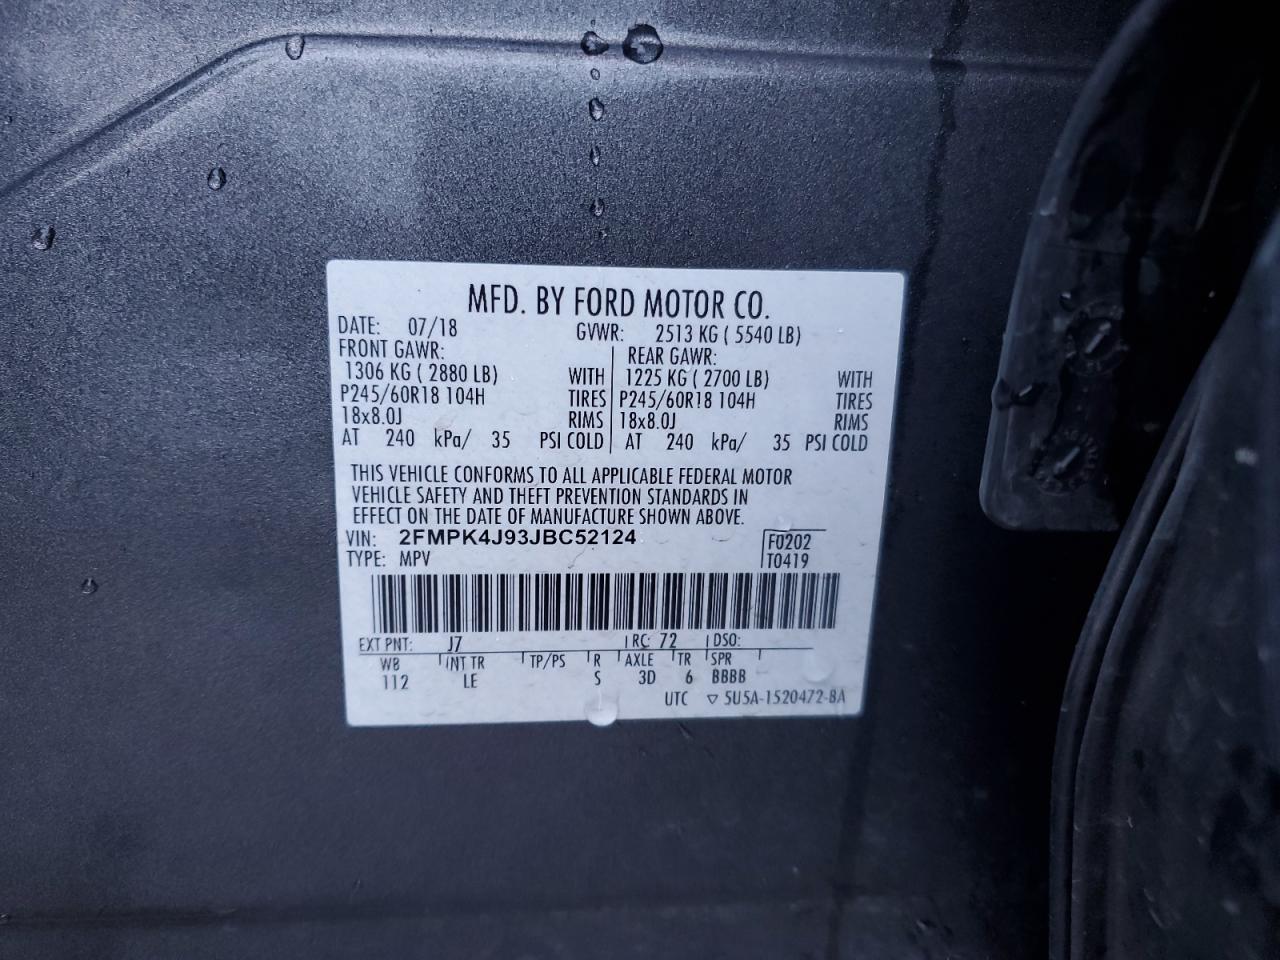 MFD. BY FORD MOTOR CO.
DATE: 07/18 GVWR: 2513 KG ( 5540 LB)
FRONT GAWR: REAR GAWR:
1306 KG ( 2880 LB) WITH 1225 KG ( 2700 LB) WITH
P245/60R18 104H TIRES P245/60R18 104H TIRES
18x8.0J RIMS 18x8.0J RIMS
AT 240 kPa/ 35 PSI COLD AT 240 kPa/ 35 PSI COLD
THIS VEHICLE CONFORMS TO ALL APPLICABLE FEDERAL MOTOR
VEHICLE SAFETY AND THEFT PREVENTION STANDARDS IN
EFFECT ON THE DATE OF MANUFACTURE SHOWN ABOVE.
VIN: 2FMPK4J93JBC52124 F0202
TYPE: MPV T0419
EXT PNT: J7 RC: 72 DSO:
WB INT TR TP/PS R AXLE TR SPR
112 LE S 3D 6 BBBB
UTC ▽ 5U5A-1520472-BA